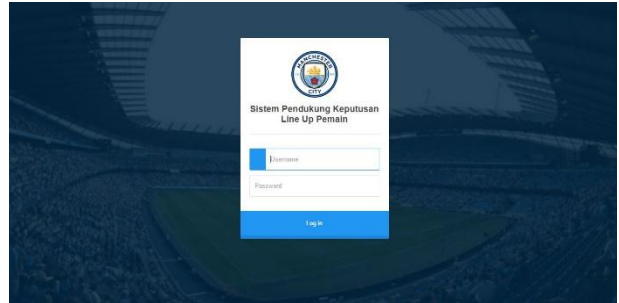 MANCHESTER
CITY
Sistem Pendukung Keputusan
Line Up Pemain
Username
Password
Log in